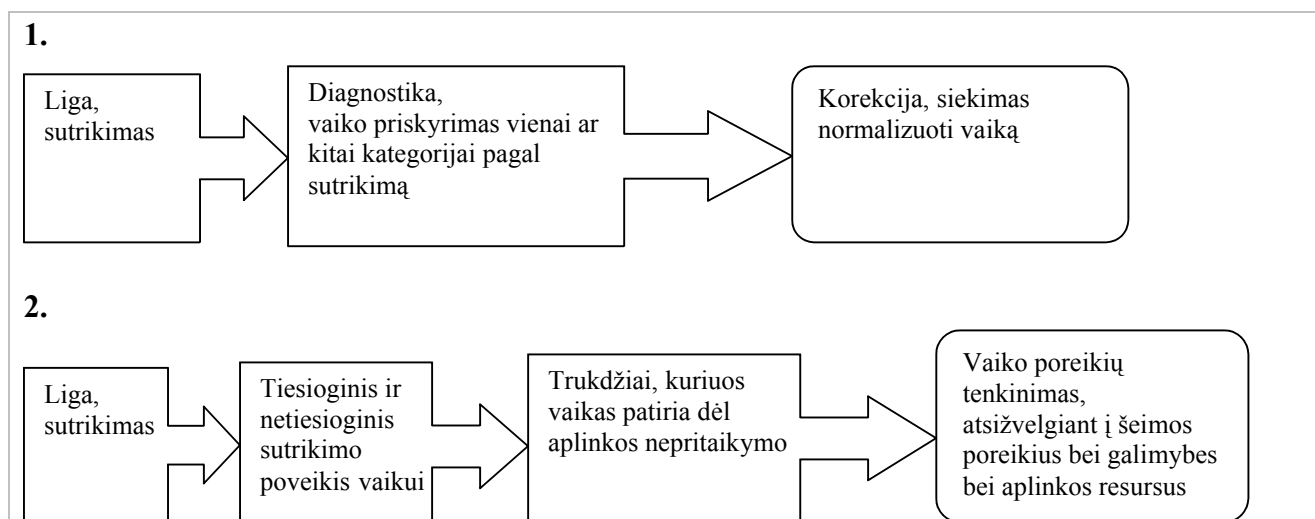 1.
Liga,
sutrikimas
Diagnostika,
vaiko priskyrimas vienai ar
kitai kategorijai pagal
sutrikimą
Korekcija, siekimas
normalizuoti vaiką
2.
Liga,
sutrikimas
Tiesioginis ir
netiesioginis
sutrikimo
poveikis vaikui
Trukdžiai, kuriuos
vaikas patiria dėl
aplinkos nepritaikymo
Vaiko poreikių
tenkinimas,
atsižvelgiant į šeimos
poreikius bei galimybes
bei aplinkos resursus